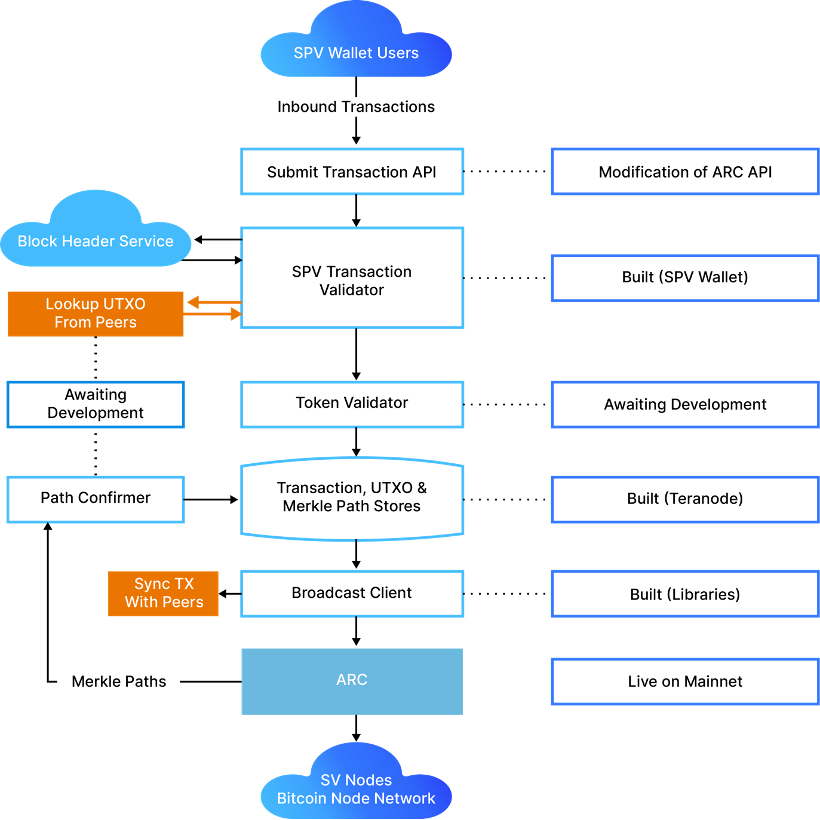 SPV Wallet Users
Inbound Transactions
Submit Transaction API
Modification of ARC API
Block Header Service
SPV Transaction
Validator
Built (SPV Wallet)
Lookup UTXO
From Peers
Awaiting
Development
Token Validator
Awaiting Development
Path Confirmer
Transaction, UTXO &
Merkle Path Stores
Built (Teranode)
Sync TX
With Peers
Broadcast Client
Built (Libraries)
Merkle Paths
ARC
Live on Mainnet
SV Nodes
Bitcoin Node Network